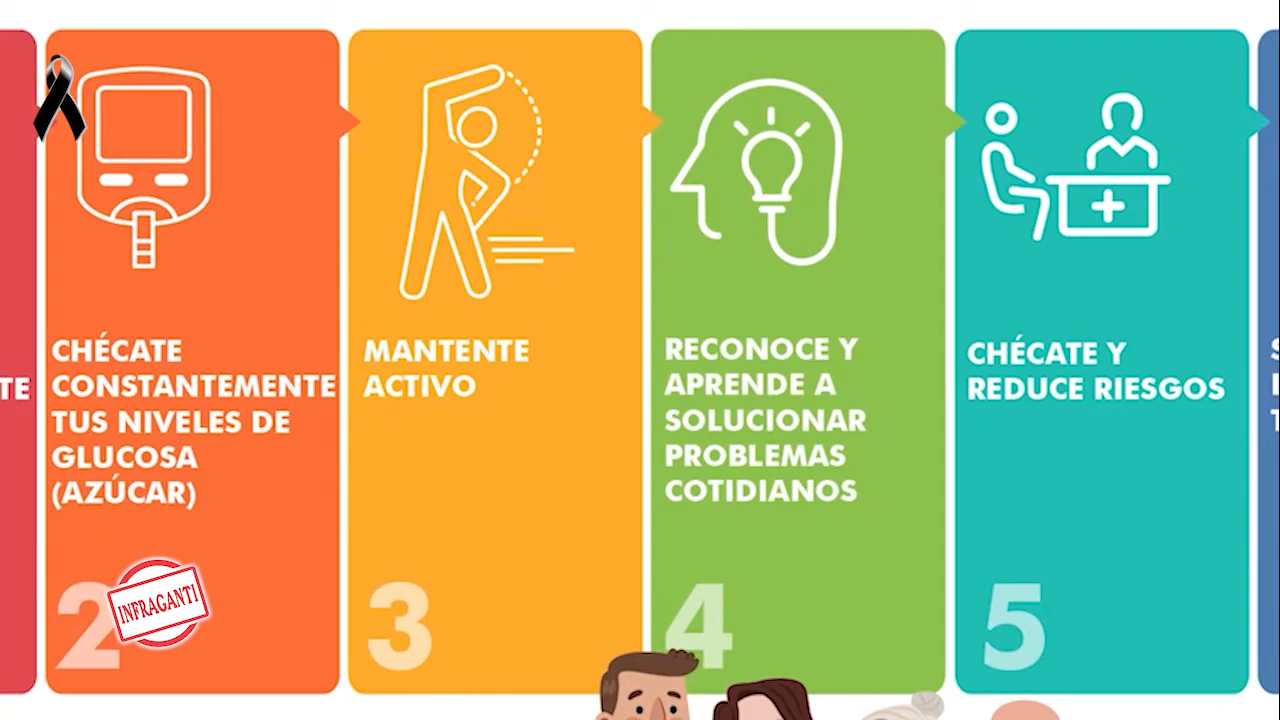 TE
CHÉCATE
CONSTANTEMENTE
TUS NIVELES DE
GLUCOSA
(AZÚCAR)
2
INFRAGANTI
MANTENTE
ACTIVO
3
RECONOCE Y
APRENDE A
SOLUCIONAR
PROBLEMAS
COTIDIANOS
4
CHÉCATE Y
REDUCE RIESGOS
5